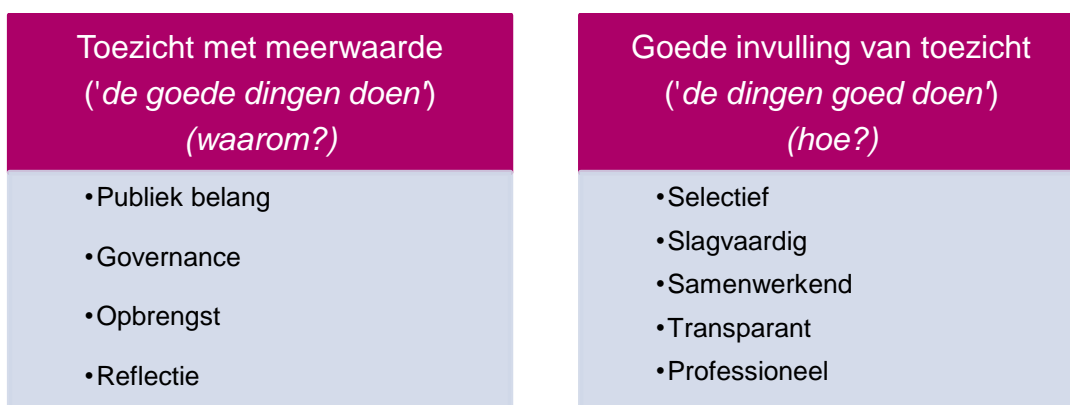 Toezicht met meerwaarde
('de goede dingen doen')
(waarom?)
•Publiek belang
•Governance
•Opbrengst
•Reflectie
Goede invulling van toezicht
('de dingen goed doen')
(hoe?)
•Selectief
•Slagvaardig
•Samenwerkend
•Transparant
•Professioneel